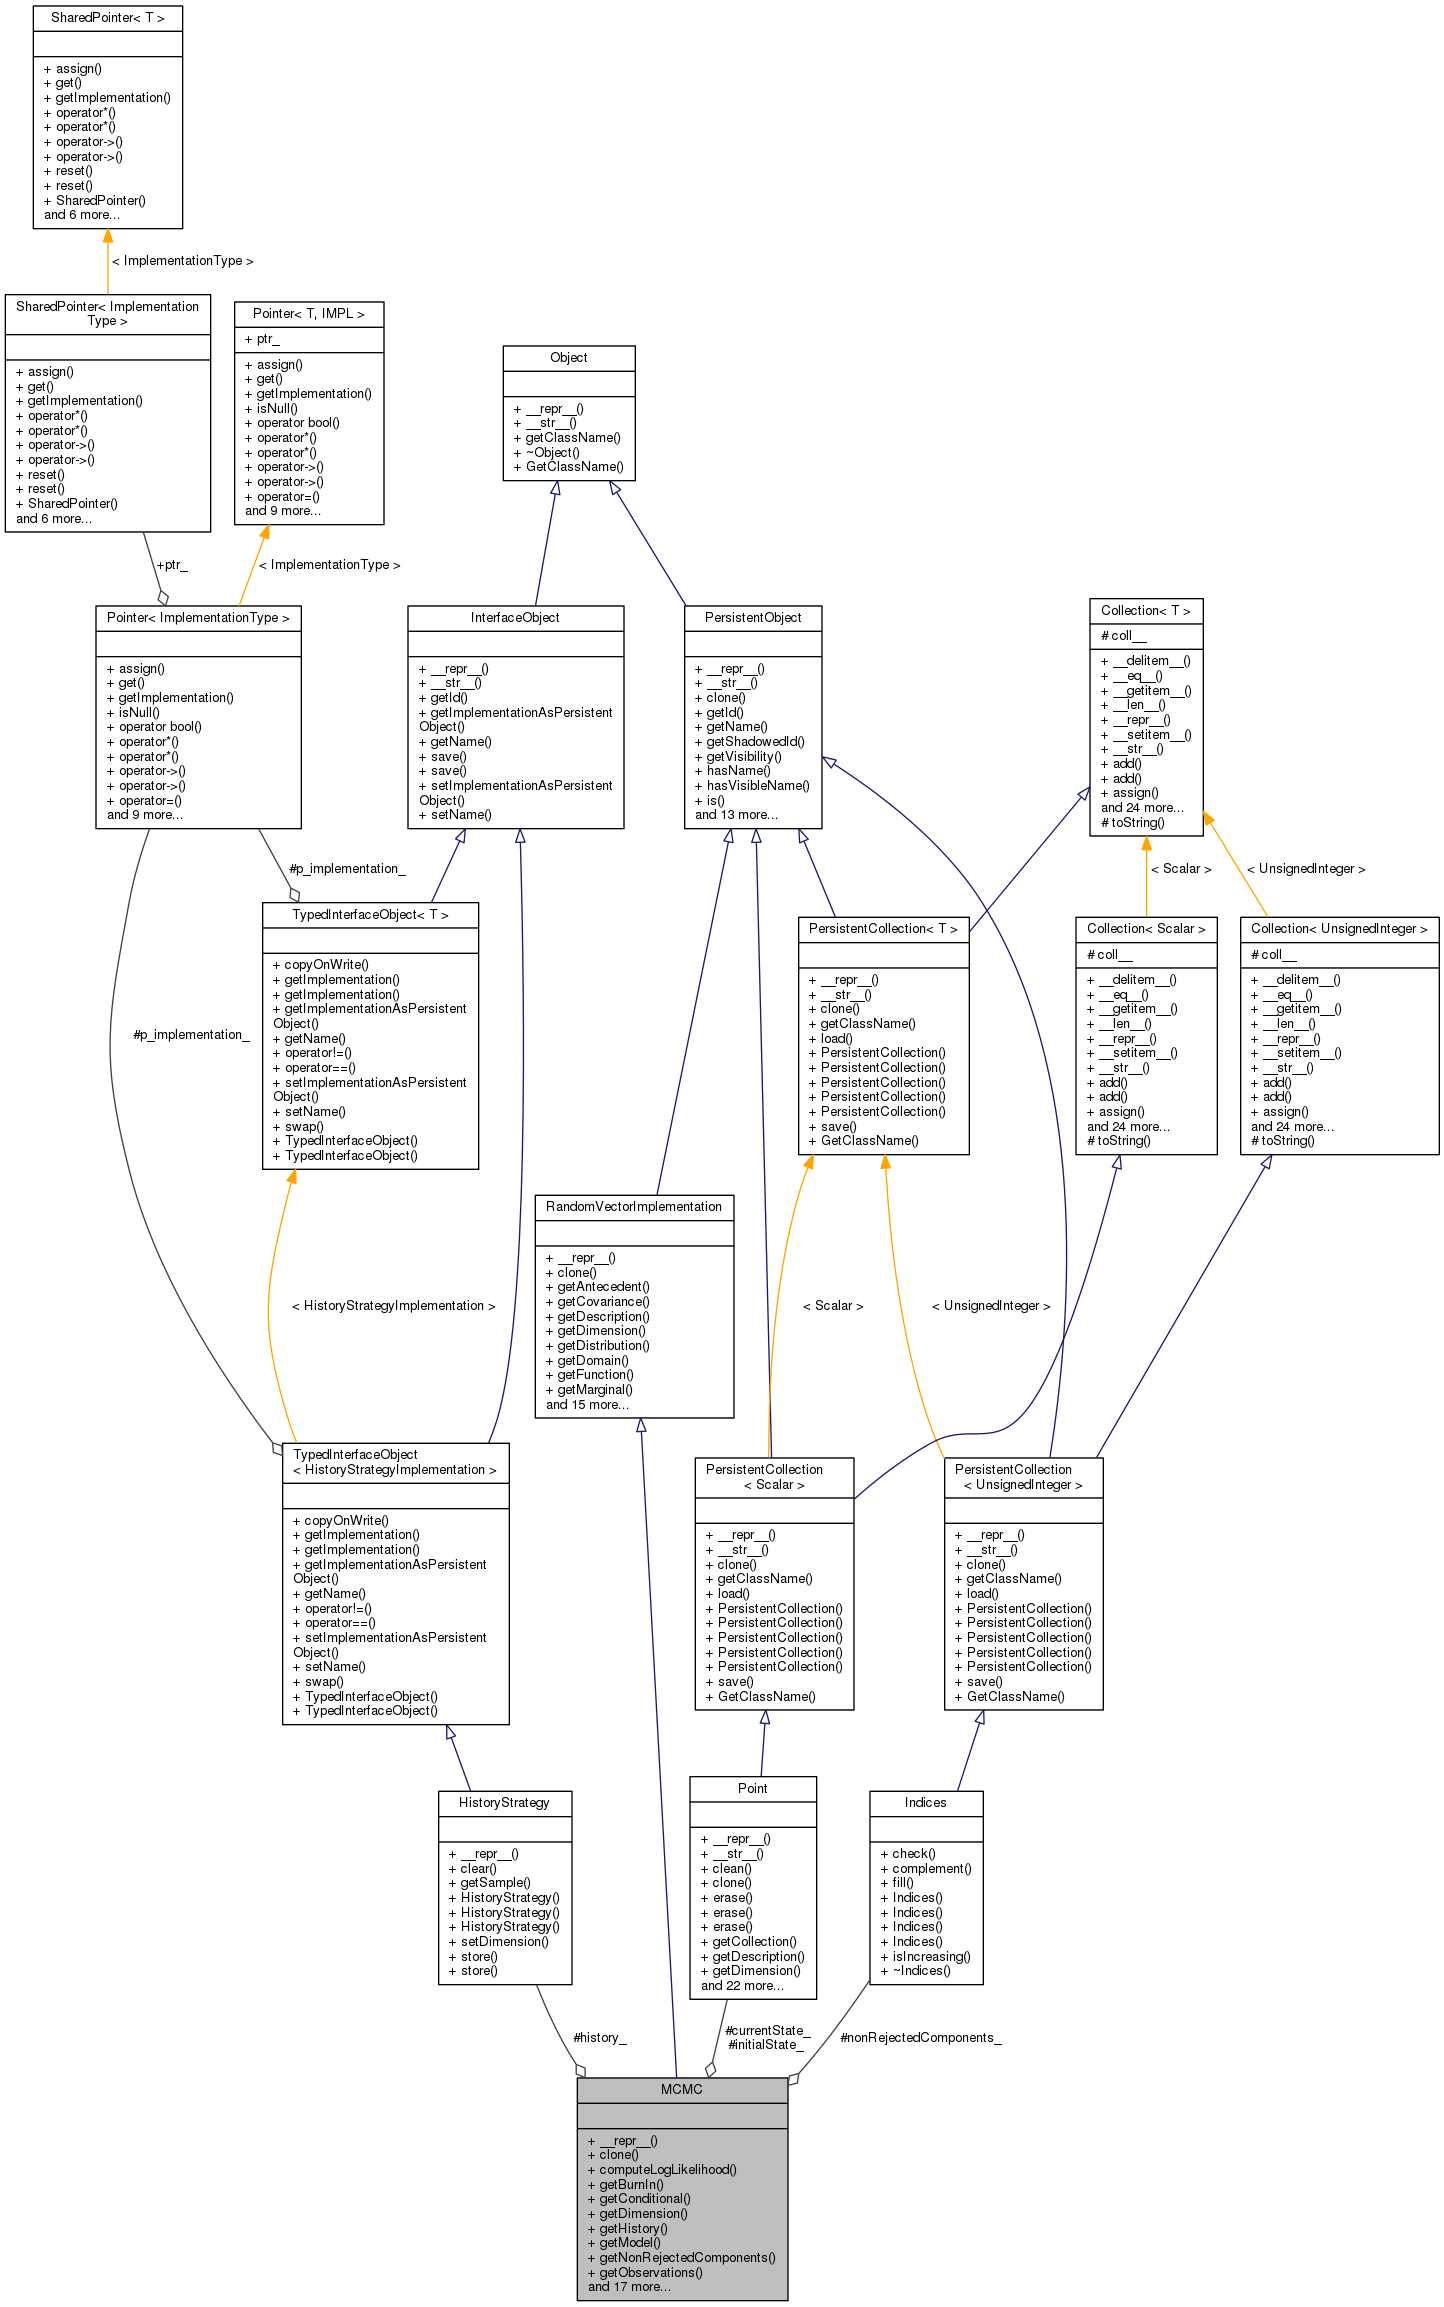 SharedPointer< T >
+ assign()
+ get()
+ getImplementation()
+ operator*()
+ operator*()
+ operator->()
+ operator->()
+ reset()
+ reset()
+ SharedPointer()
and 6 more...
< ImplementationType >
SharedPointer< Implementation
Type >
+ assign()
+ get()
+ getImplementation()
+ operator*()
+ operator*()
+ operator->()
+ operator->()
+ reset()
+ reset()
+ SharedPointer()
and 6 more...
Pointer< T, IMPL >
+ ptr_
+ assign()
+ get()
+ getImplementation()
+ isNull()
+ operator bool()
+ operator*()
+ operator*()
+ operator->()
+ operator->()
+ operator=()
and 9 more...
Object
+ __repr__()
+ __str__()
+ getClassName()
+ ~Object()
+ GetClassName()
+ptr_
< ImplementationType >
Pointer< ImplementationType >
+ assign()
+ get()
+ getImplementation()
+ isNull()
+ operator bool()
+ operator*()
+ operator*()
+ operator->()
+ operator->()
+ operator=()
and 9 more...
InterfaceObject
+ __repr__()
+ __str__()
+ getId()
+ getImplementationAsPersistent
Object()
+ getName()
+ save()
+ save()
+ setImplementationAsPersistent
Object()
+ setName()
PersistentObject
+ __repr__()
+ __str__()
+ clone()
+ getId()
+ getName()
+ getShadowedId()
+ getVisibility()
+ hasName()
+ hasVisibleName()
+ is()
and 13 more...
Collection< T >
# coll__
+ __delitem__()
+ __eq__()
+ __getitem__()
+ __len__()
+ __repr__()
+ __setitem__()
+ __str__()
+ add()
+ add()
+ assign()
and 24 more...
# toString()
#p_implementation_
< Scalar >
< UnsignedInteger >
TypedInterfaceObject< T >
+ copyOnWrite()
+ getImplementation()
+ getImplementation()
+ getImplementationAsPersistent
Object()
+ getName()
+ operator!=()
+ operator==()
+ setImplementationAsPersistent
Object()
+ setName()
+ swap()
+ TypedInterfaceObject()
+ TypedInterfaceObject()
PersistentCollection< T >
+ __repr__()
+ __str__()
+ clone()
+ getClassName()
+ load()
+ PersistentCollection()
+ PersistentCollection()
+ PersistentCollection()
+ PersistentCollection()
+ PersistentCollection()
+ save()
+ GetClassName()
Collection< Scalar >
# coll__
+ __delitem__()
+ __eq__()
+ __getitem__()
+ __len__()
+ __repr__()
+ __setitem__()
+ __str__()
+ add()
+ add()
+ assign()
and 24 more...
# toString()
Collection< UnsignedInteger >
# coll__
+ __delitem__()
+ __eq__()
+ __getitem__()
+ __len__()
+ __repr__()
+ __setitem__()
+ __str__()
+ add()
+ add()
+ assign()
and 24 more...
# toString()
#p_implementation_
RandomVectorImplementation
+ __repr__()
+ clone()
+ getAntecedent()
+ getCovariance()
+ getDescription()
+ getDimension()
+ getDistribution()
+ getDomain()
+ getFunction()
+ getMarginal()
and 15 more...
< HistoryStrategyImplementation >
< Scalar >
< UnsignedInteger >
TypedInterfaceObject
< HistoryStrategyImplementation >
+ copyOnWrite()
+ getImplementation()
+ getImplementation()
+ getImplementationAsPersistent
Object()
+ getName()
+ operator!=()
+ operator==()
+ setImplementationAsPersistent
Object()
+ setName()
+ swap()
+ TypedInterfaceObject()
+ TypedInterfaceObject()
PersistentCollection
< Scalar >
+ __repr__()
+ __str__()
+ clone()
+ getClassName()
+ load()
+ PersistentCollection()
+ PersistentCollection()
+ PersistentCollection()
+ PersistentCollection()
+ PersistentCollection()
+ save()
+ GetClassName()
PersistentCollection
< UnsignedInteger >
+ __repr__()
+ __str__()
+ clone()
+ getClassName()
+ load()
+ PersistentCollection()
+ PersistentCollection()
+ PersistentCollection()
+ PersistentCollection()
+ PersistentCollection()
+ save()
+ GetClassName()
HistoryStrategy
+ __repr__()
+ clear()
+ getSample()
+ HistoryStrategy()
+ HistoryStrategy()
+ HistoryStrategy()
+ setDimension()
+ store()
+ store()
Point
+ __repr__()
+ __str__()
+ clean()
+ clone()
+ erase()
+ erase()
+ erase()
+ getCollection()
+ getDescription()
+ getDimension()
and 22 more...
Indices
+ check()
+ complement()
+ fill()
+ Indices()
+ Indices()
+ Indices()
+ Indices()
+ isIncreasing()
+ ~Indices()
#history_
#currentState_
#initialState_
#nonRejectedComponents_
MCMC
+ __repr__()
+ clone()
+ computeLogLikelihood()
+ getBurnIn()
+ getConditional()
+ getDimension()
+ getHistory()
+ getModel()
+ getNonRejectedComponents()
+ getObservations()
and 17 more...